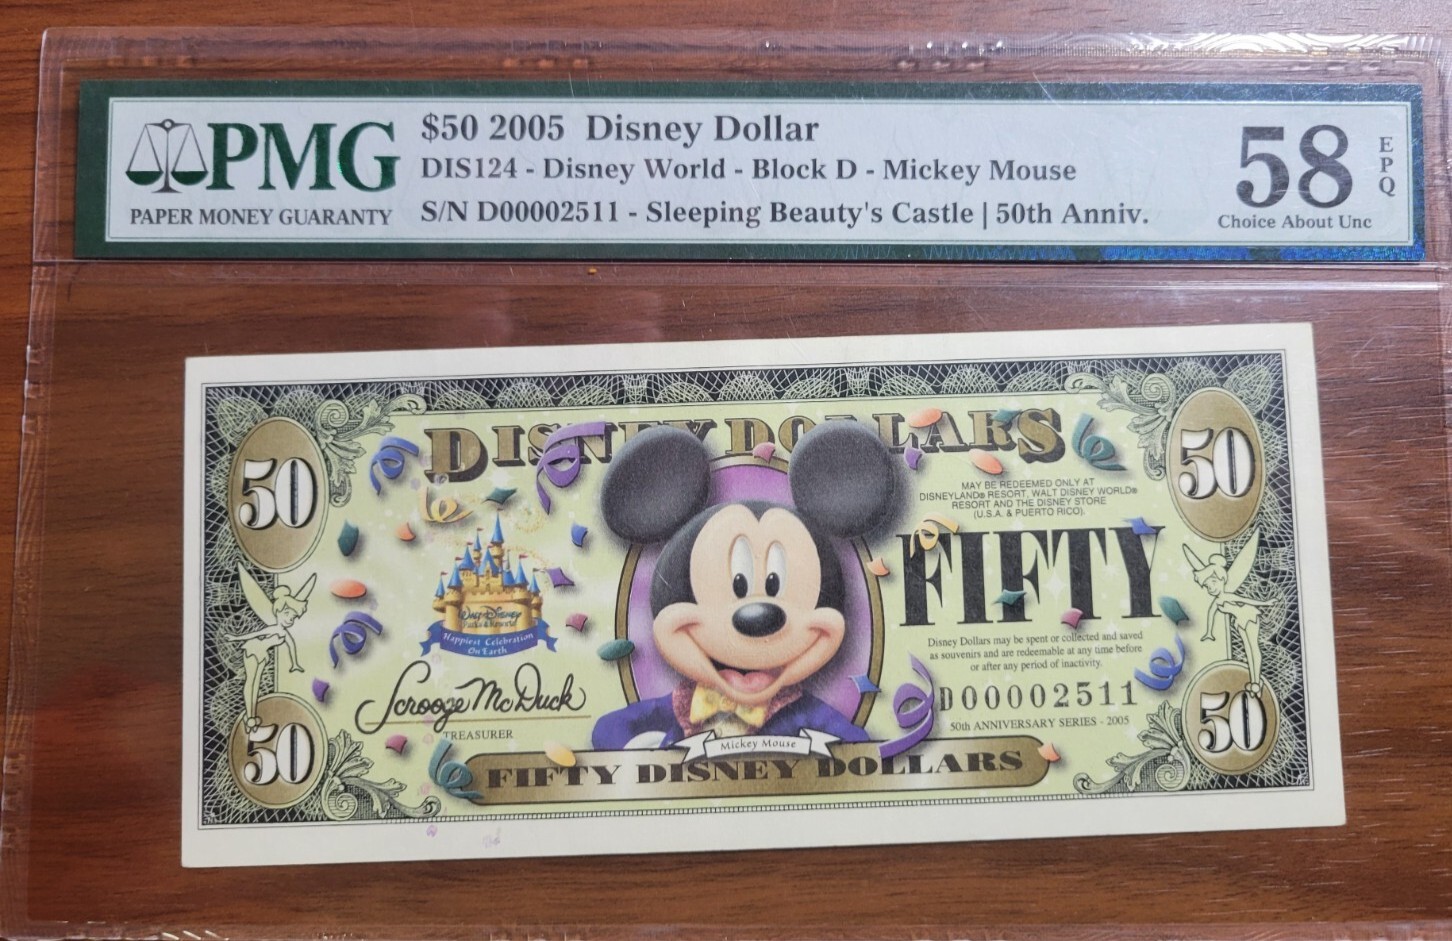 PMG
PAPER MONEY GUARANTY
$50 2005 Disney Dollar
DIS124 - Disney World - Block D - Mickey Mouse
S/N D00002511 - Sleeping Beauty's Castle | 50th Anniv.
58
EPQ
Choice About Unc
50
DISNEY DOLLARS
50
MAY BE REDEEMED ONLY AT
DISNEYLAND® RESORT, WALT DISNEY WORLD®
RESORT AND THE DISNEY STORE
(U.S.A. & PUERTO RICO).
FIFTY
Walt Disney
Parks & Resorts
Happiest Celebration
On Earth
Disney Dollars may be spent or collected and saved
as souvenirs and are redeemable at any time before
or after any period of inactivity.
Scrooge McDuck
TREASURER
D00002511
50th ANNIVERSARY SERIES - 2005
50
Mickey Mouse
50
FIFTY DISNEY DOLLARS